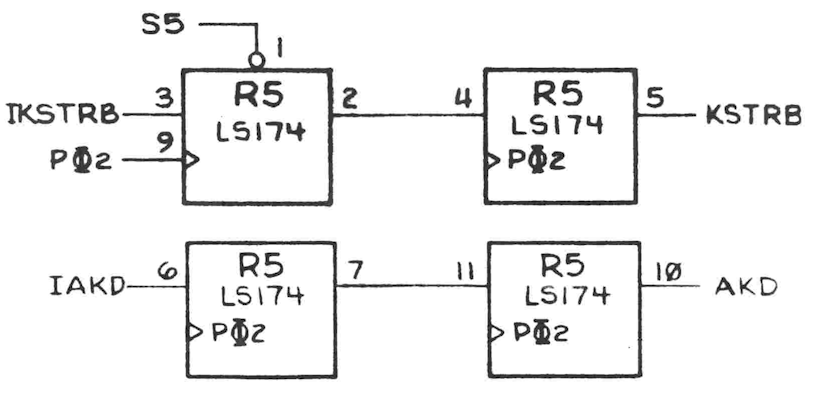 S5
1
IKSTRB 3 R5 2 4 R5 5 KSTRB
LS174 LS174
PΦ2 9 PΦ2
IAKD 6 R5 7 11 R5 10 AKD
LS174 LS174
PΦ2 PΦ2